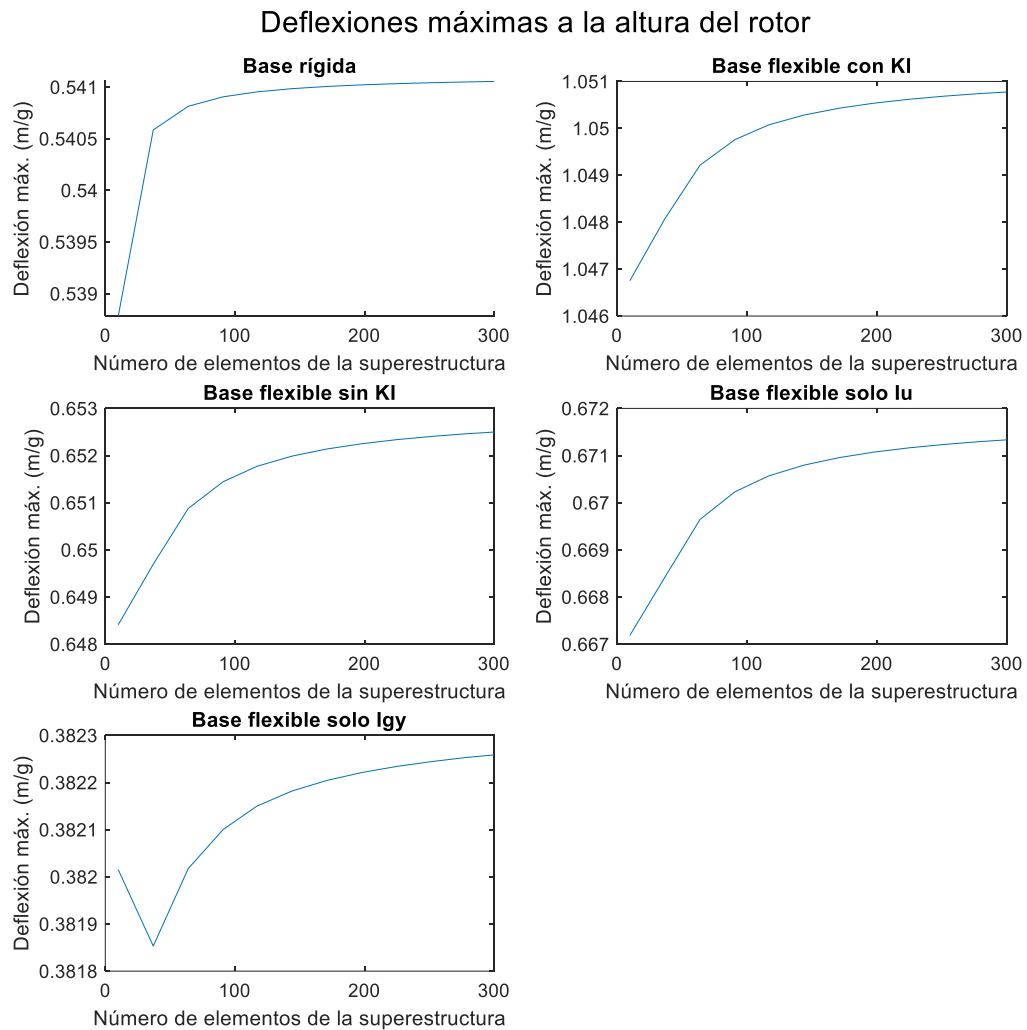 Deflexiones máximas a la altura del rotor
Base rígida
Deflexión máx. (m/g)
0.541
0.5405
0.54
0.5395
0.539
0 100 200 300
Número de elementos de la superestructura
Base flexible con KI
Deflexión máx. (m/g)
1.051
1.05
1.049
1.048
1.047
1.046
0 100 200 300
Número de elementos de la superestructura
Base flexible sin KI
Deflexión máx. (m/g)
0.653
0.652
0.651
0.65
0.649
0.648
0 100 200 300
Número de elementos de la superestructura
Base flexible solo Iu
Deflexión máx. (m/g)
0.672
0.671
0.67
0.669
0.668
0.667
0 100 200 300
Número de elementos de la superestructura
Base flexible solo Igy
Deflexión máx. (m/g)
0.3823
0.3822
0.3821
0.382
0.3819
0.3818
0 100 200 300
Número de elementos de la superestructura